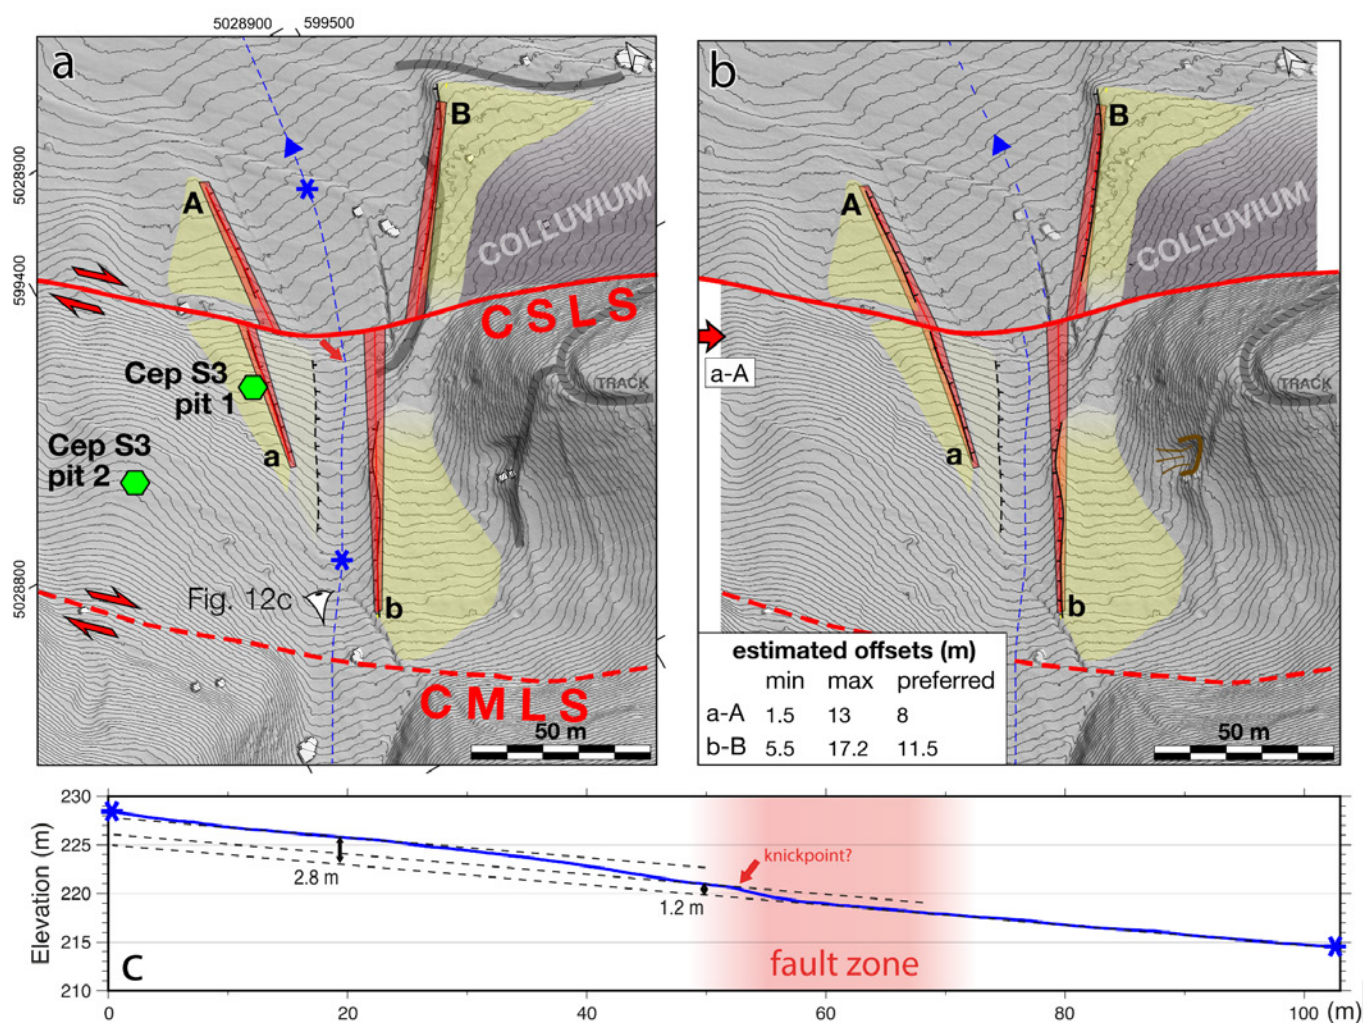 5028900 599500
a
B
A
COLLUVIUM
5028900
599400
CSLS
Cep S3
pit 1
TRACK
Cep S3
pit 2
a
Fig. 12c
b
5028800
CMLS
50 m
b
B
A
COLLUVIUM
a-A
TRACK
a
b
estimated offsets (m)
min max preferred
a-A 1.5 13 8
b-B 5.5 17.2 11.5
50 m
230
225
220
215
210
Elevation (m)
2.8 m
knickpoint?
1.2 m
fault zone
c
0 20 40 60 80 100 (m)